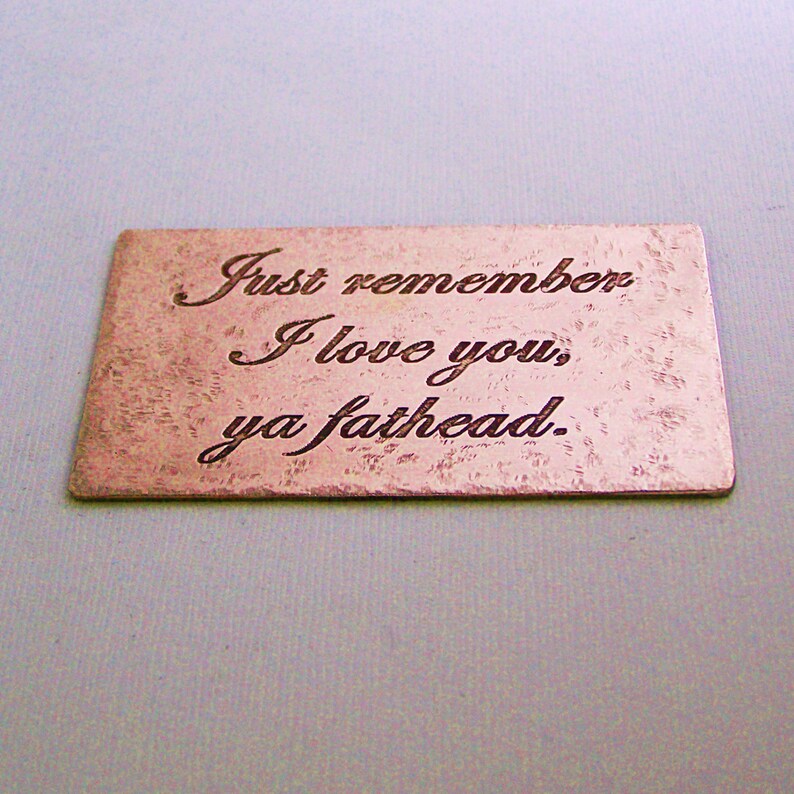 Just remember
I love you,
ya fathead.